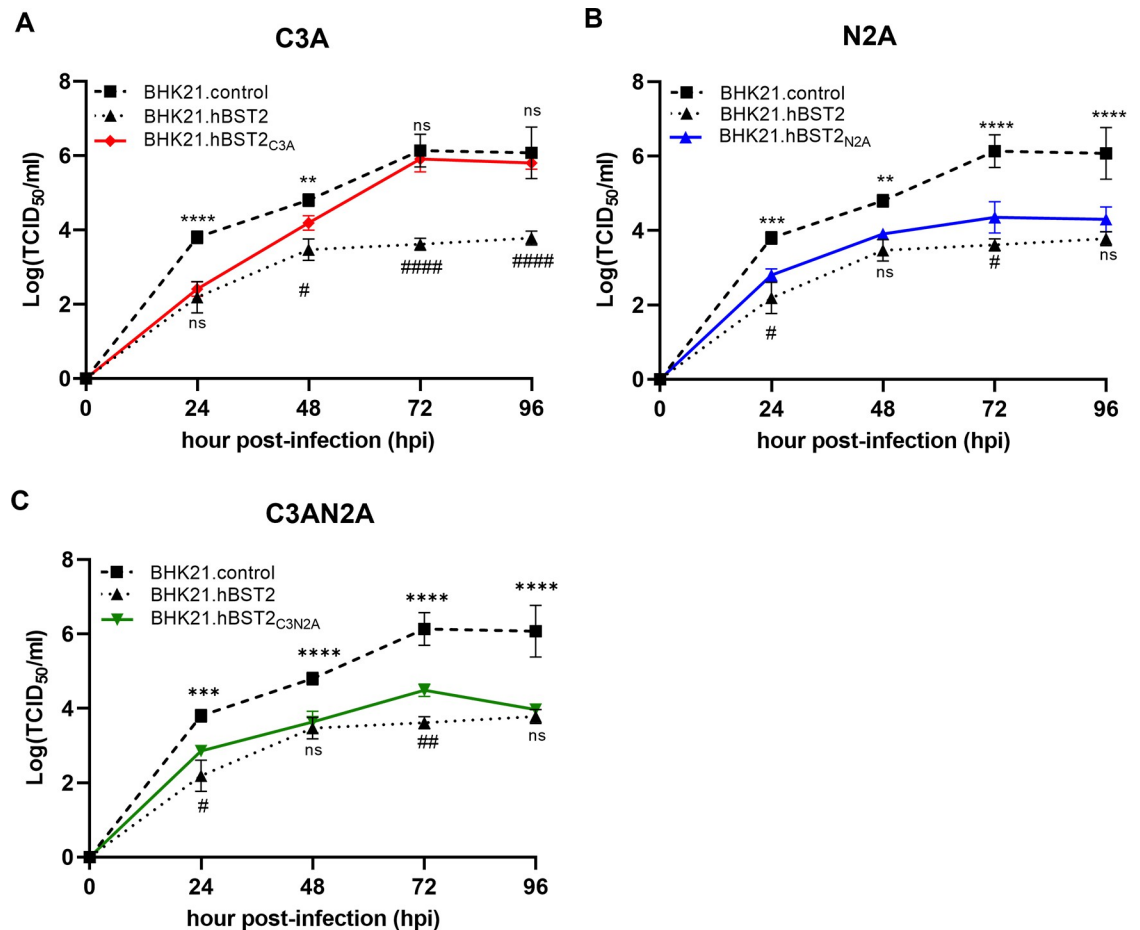 A
C3A
8
6
4
2
0
Log(TCID50/ml)
BHK21.control
BHK21.hBST2
BHK21.hBST2C3A
****
**
ns
ns
ns
#
####
####
0 24 48 72 96
hour post-infection (hpi)
B
N2A
8
6
4
2
0
Log(TCID50/ml)
BHK21.control
BHK21.hBST2
BHK21.hBST2N2A
***
**
****
****
#
ns
#
ns
0 24 48 72 96
hour post-infection (hpi)
C
C3AN2A
8
6
4
2
0
Log(TCID50/ml)
BHK21.control
BHK21.hBST2
BHK21.hBST2C3N2A
***
****
****
****
#
ns
##
ns
0 24 48 72 96
hour post-infection (hpi)